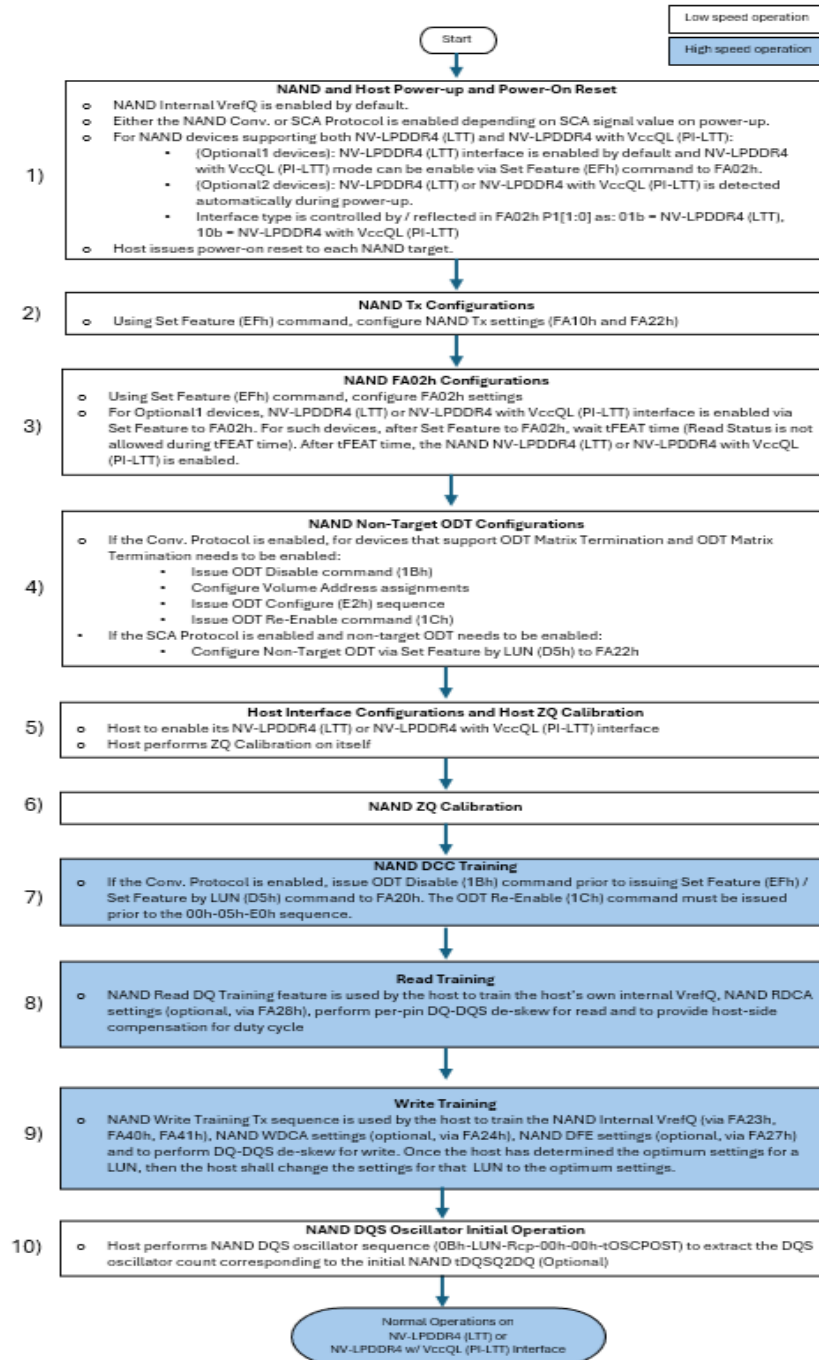 Low speed operation
High speed operation
Start
NAND and Host Power-up and Power-On Reset
o NAND Internal VrefQ is enabled by default.
o Either the NAND Conv. or SCA Protocol is enabled depending on SCA signal value on power-up.
o For NAND devices supporting both NV-LPDDR4 (LTT) and NV-LPDDR4 with VccQL (PI-LTT):
• (Optional1 devices): NV-LPDDR4 (LTT) interface is enabled by default and NV-LPDDR4
with VccQL (PI-LTT) mode can be enable via Set Feature (EFh) command to FA02h.
• (Optional2 devices): NV-LPDDR4 (LTT) or NV-LPDDR4 with VccQL (PI-LTT) is detected
automatically during power-up.
• Interface type is controlled by / reflected in FA02h P1[1:0] as: 01b = NV-LPDDR4 (LTT),
10b = NV-LPDDR4 with VccQL (PI-LTT)
o Host issues power-on reset to each NAND target.
1)
NAND Tx Configurations
2)
o Using Set Feature (EFh) command, configure NAND Tx settings (FA10h and FA22h)
NAND FA02h Configurations
o Using Set Feature (EFh) command, configure FA02h settings
3)
o For Optional1 devices, NV-LPDDR4 (LTT) or NV-LPDDR4 with VccQL (PI-LTT) interface is enabled via
Set Feature to FA02h. For such devices, after Set Feature to FA02h, wait tFEAT time (Read Status is not
allowed during tFEAT time). After tFEAT time, the NAND NV-LPDDR4 (LTT) or NV-LPDDR4 with VccQL
(PI-LTT) is enabled.
NAND Non-Target ODT Configurations
o If the Conv. Protocol is enabled, for devices that support ODT Matrix Termination and ODT Matrix
Termination needs to be enabled:
• Issue ODT Disable command (1Bh)
4)
• Configure Volume Address assignments
• Issue ODT Configure (E2h) sequence
• Issue ODT Re-Enable command (1Ch)
• If the SCA Protocol is enabled and non-target ODT needs to be enabled:
• Configure Non-Target ODT via Set Feature by LUN (D5h) to FA22h
Host Interface Configurations and Host ZQ Calibration
5)
o Host to enable its NV-LPDDR4 (LTT) or NV-LPDDR4 with VccQL (PI-LTT) interface
o Host performs ZQ Calibration on itself
6)
NAND ZQ Calibration
NAND DCC Training
7)
o If the Conv. Protocol is enabled, issue ODT Disable (1Bh) command prior to issuing Set Feature (EFh) /
Set Feature by LUN (D5h) command to FA20h. The ODT Re-Enable (1Ch) command must be issued
prior to the 00h-05h-E0h sequence.
Read Training
8)
o NAND Read DQ Training feature is used by the host to train the host's own internal VrefQ, NAND RDCA
settings (optional, via FA28h), perform per-pin DQ-DQS de-skew for read and to provide host-side
compensation for duty cycle
Write Training
9)
o NAND Write Training Tx sequence is used by the host to train the NAND Internal VrefQ (via FA23h,
FA40h, FA41h), NAND WDCA settings (optional, via FA24h), NAND DFE settings (optional, via FA27h)
and to perform DQ-DQS de-skew for write. Once the host has determined the optimum settings for a
LUN, then the host shall change the settings for that LUN to the optimum settings.
NAND DQS Oscillator Initial Operation
10)
o Host performs NAND DQS oscillator sequence (0Bh-LUN-Rcp-00h-00h-tOSCPOST) to extract the DQS
oscillator count corresponding to the initial NAND tDQSQ2DQ (Optional)
Normal Operations on
NV-LPDDR4 (LTT) or
NV-LPDDR4 w/ VccQL (PI-LTT) Interface